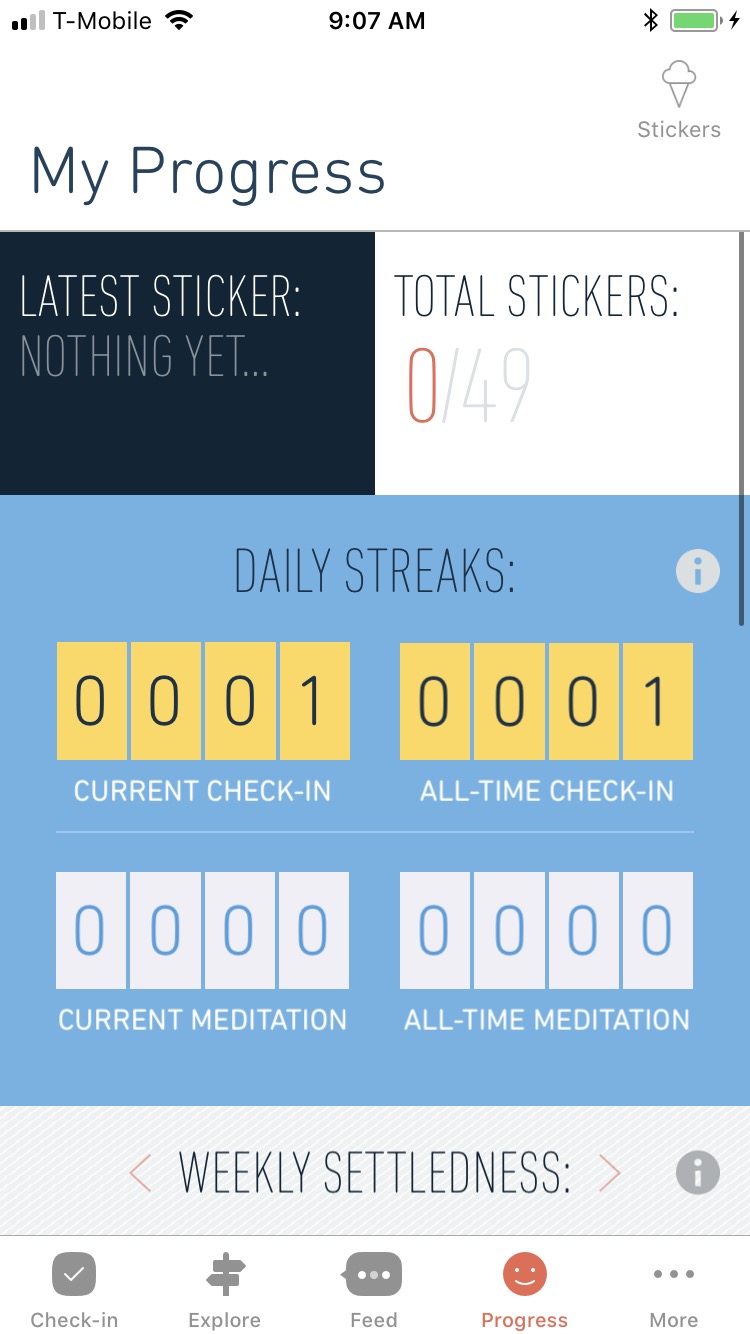 T-Mobile 9:07 AM
Stickers
My Progress
LATEST STICKER:
NOTHING YET...
TOTAL STICKERS:
0/49
DAILY STREAKS:
0 0 0 1
CURRENT CHECK-IN
0 0 0 1
ALL-TIME CHECK-IN
0 0 0 0
CURRENT MEDITATION
0 0 0 0
ALL-TIME MEDITATION
< WEEKLY SETTLEDNESS: >
Check-in Explore Feed Progress More